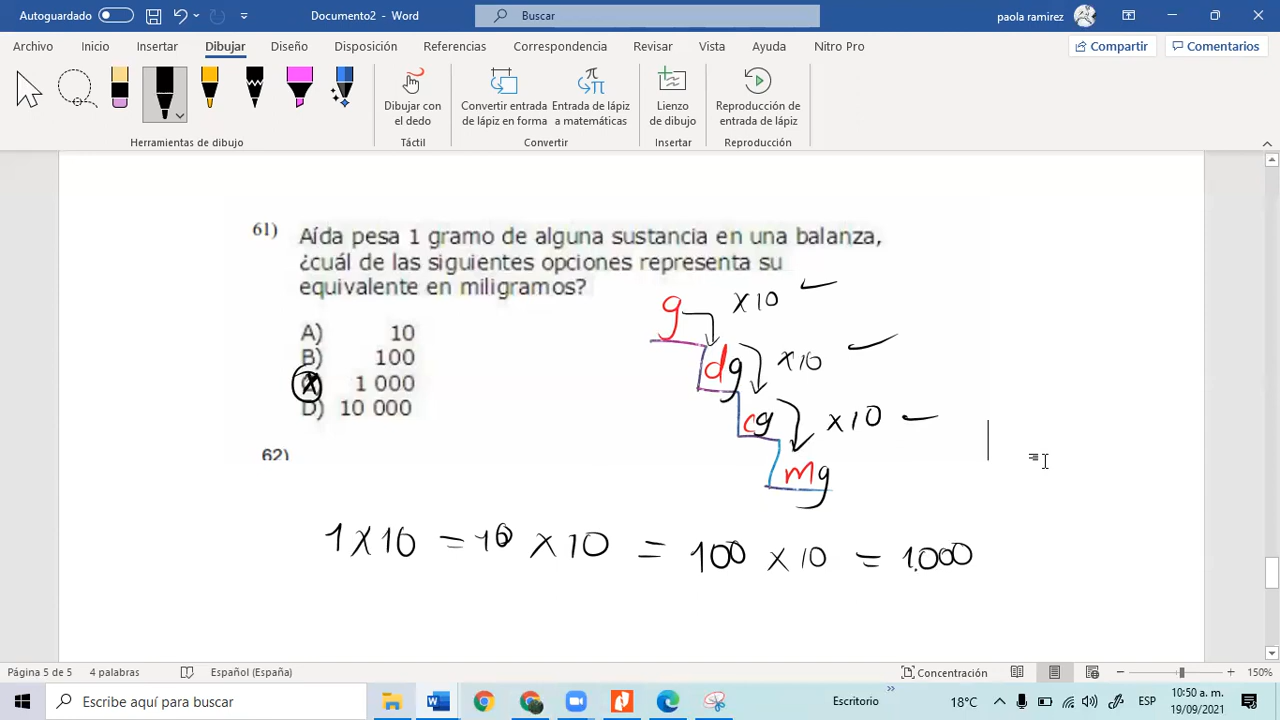 Autoguardado
Documento2 - Word
Buscar
paola ramirez
Archivo Inicio Insertar Dibujar Diseño Disposición Referencias Correspondencia Revisar Vista Ayuda Nitro Pro
Compartir Comentarios
Dibujar con el dedo
Convertir entrada de lápiz en forma
Entrada de lápiz a matemáticas
Lienzo de dibujo
Reproducción de entrada de lápiz
Herramientas de dibujo Táctil Convertir Insertar Reproducción
61) Aída pesa 1 gramo de alguna sustancia en una balanza,
¿cuál de las siguientes opciones representa su
equivalente en miligramos?
A) 10
B) 100
1 000
D) 10 000
62)
g x10
dg x10
cg x10
mg
1 x 10 = 10 x 10 = 100 x 10 = 1.000
Página 5 de 5 4 palabras Español (España) Concentración 150%
Escribe aquí para buscar
Escritorio 18°C ESP 10:50 a. m.
19/09/2021